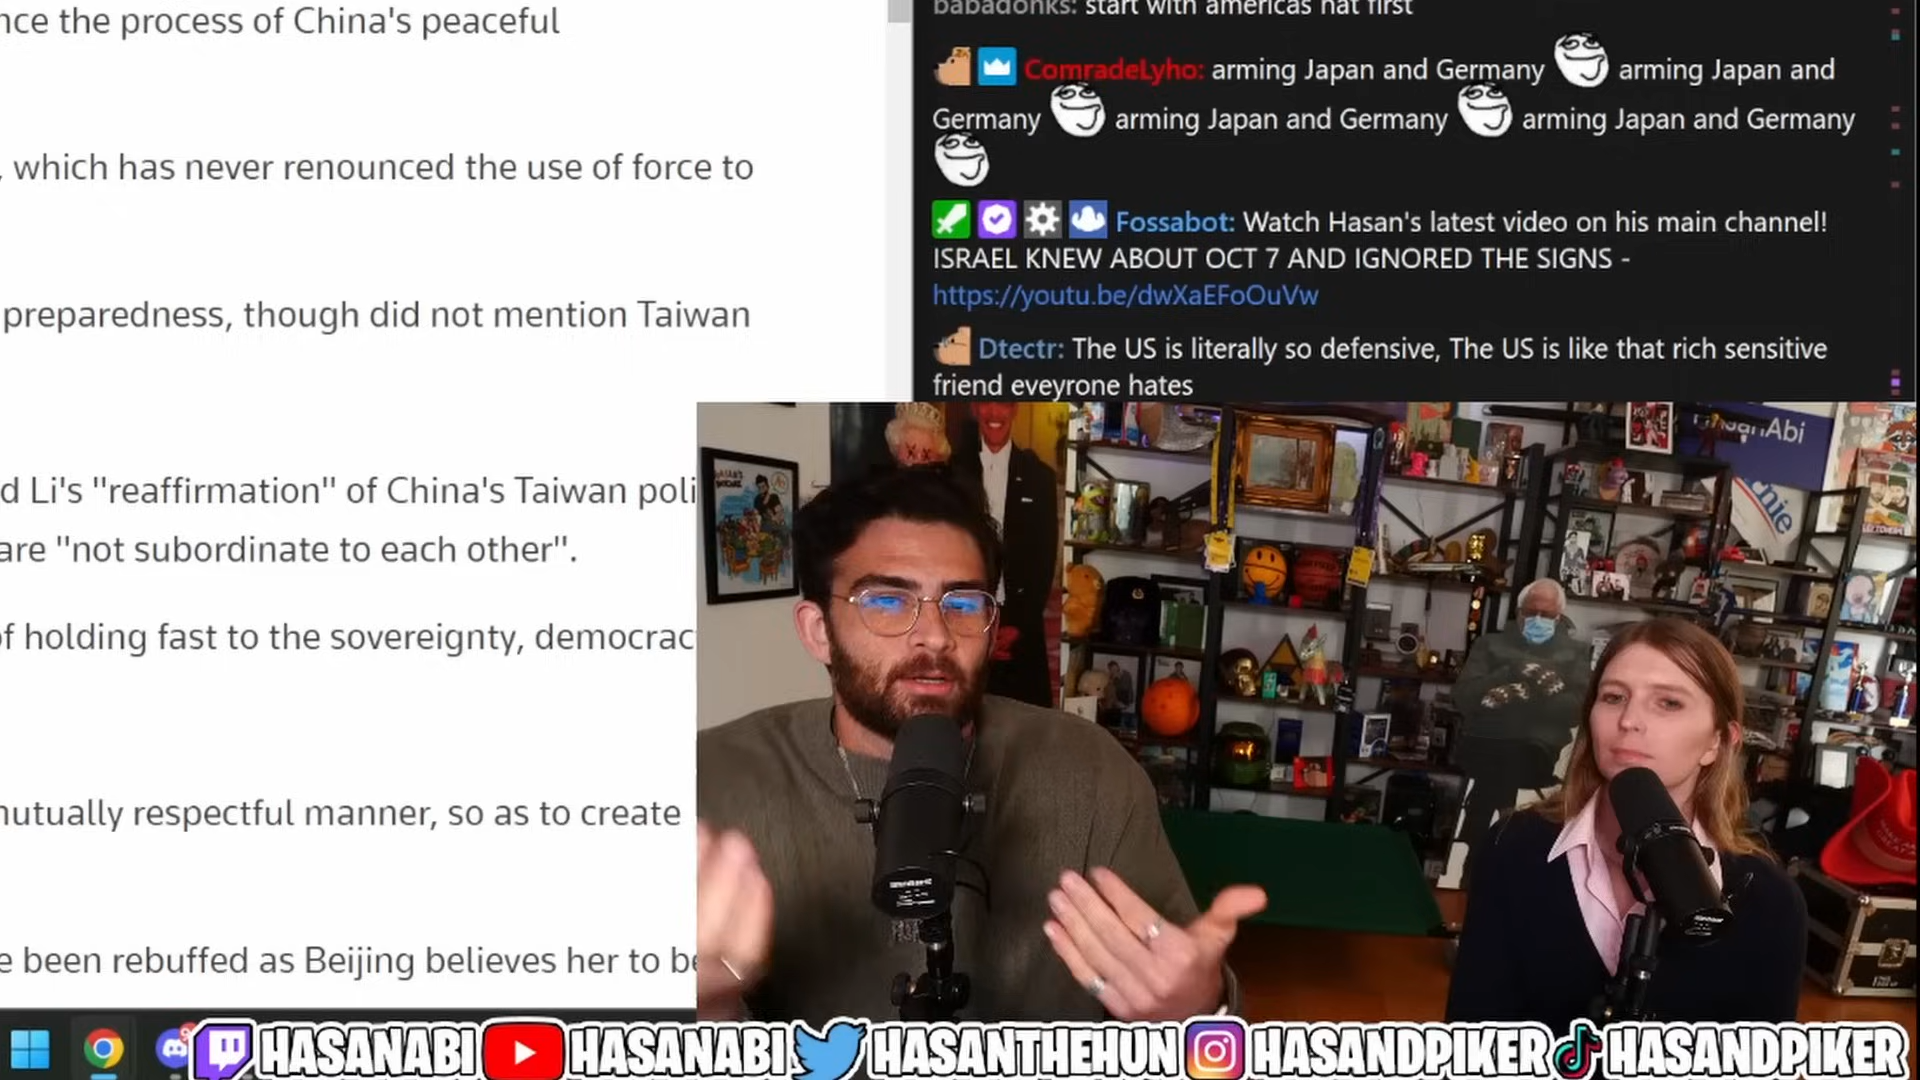 nce the process of China's peaceful
, which has never renounced the use of force to
preparedness, though did not mention Taiwan
d Li's "reaffirmation" of China's Taiwan poli
are "not subordinate to each other".
of holding fast to the sovereignty, democrac
mutually respectful manner, so as to create
e been rebuffed as Beijing believes her to be
babadonks: start with americas hat first
ComradeLyho: arming Japan and Germany arming Japan and
Germany arming Japan and Germany arming Japan and Germany
Fossabot: Watch Hasan's latest video on his main channel!
ISRAEL KNEW ABOUT OCT 7 AND IGNORED THE SIGNS -
https://youtu.be/dwXaEFoOuVw
Dtectr: The US is literally so defensive, The US is like that rich sensitive
friend eveyrone hates
HasanAbi
HASANABI HASANABI HASANTHEHUN HASANDPIKER HASANDPIKER